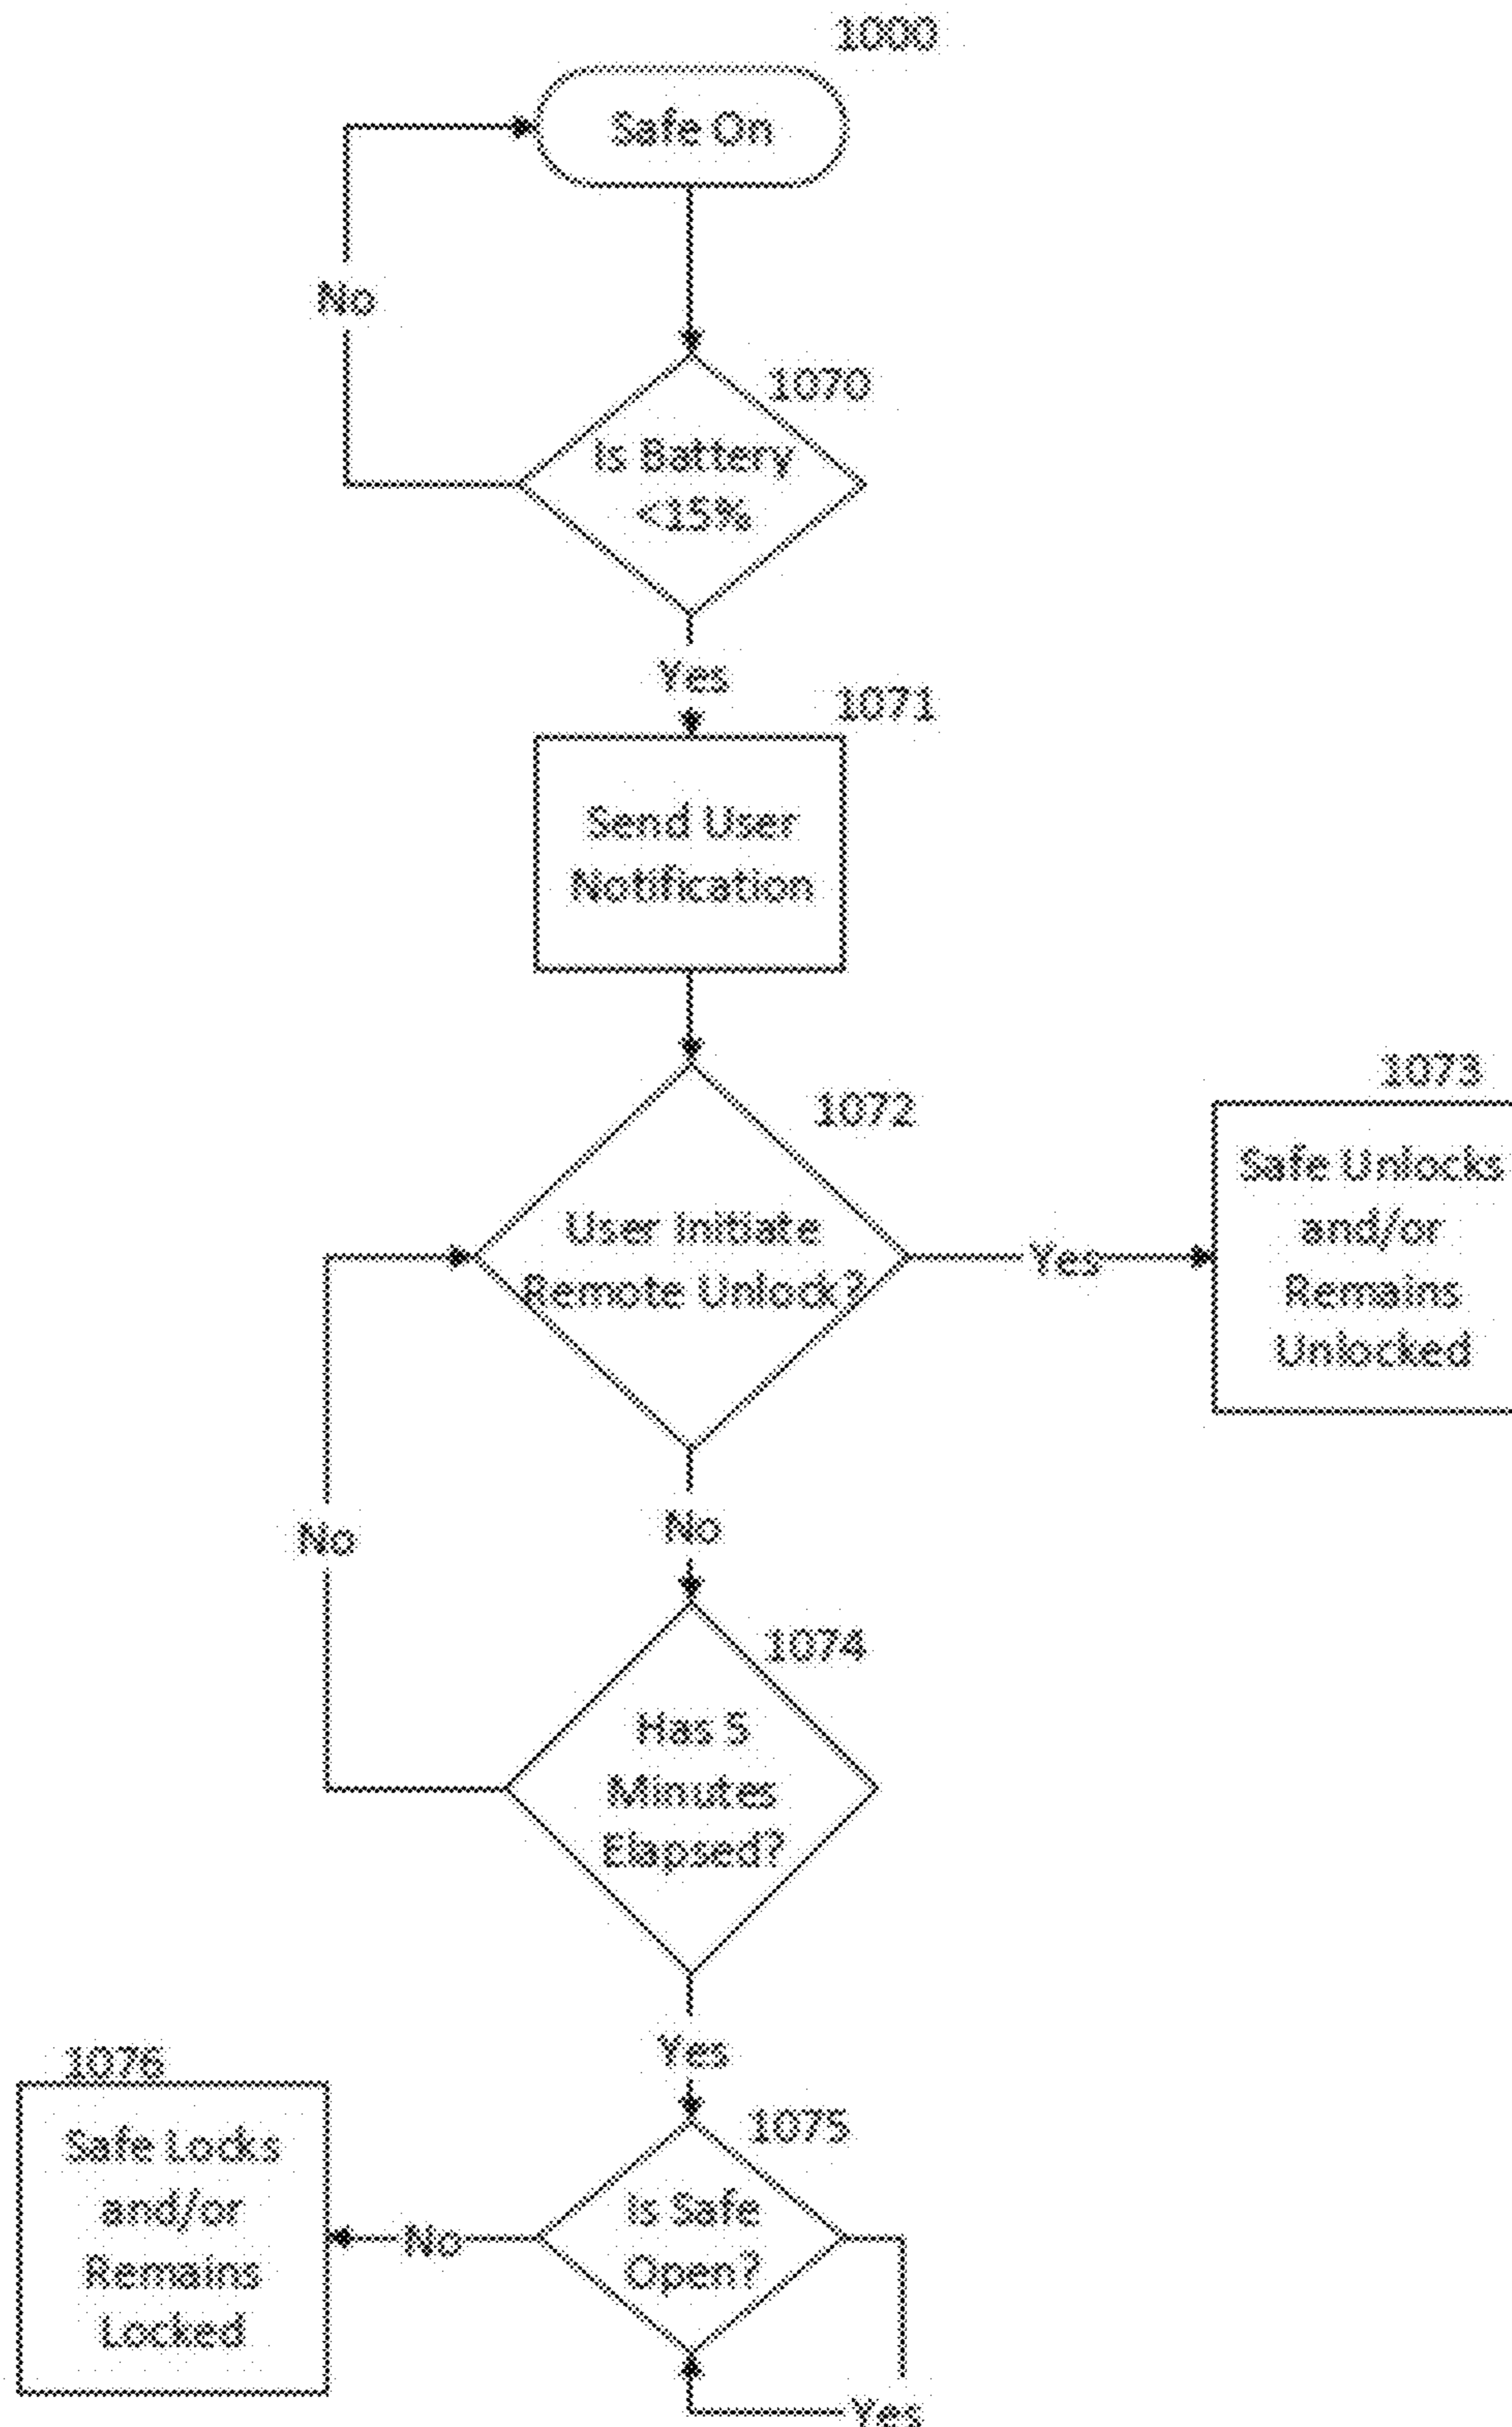 1000
Safe On
No
1070
Is Battery
<15%
Yes
1071
Send User
Notification
1072
User Initiate
Remote Unlock?
Yes
1073
Safe Unlocks
and/or
Remains
Unlocked
No
No
1074
Has 5
Minutes
Elapsed?
Yes
1076
Safe Locks
and/or
Remains
Locked
No
1075
Is Safe
Open?
Yes